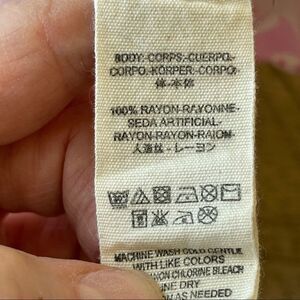 BODY-CORPS-CUERPO-
CORPO-KÖRPER-CORPO
体-本体
100% RAYON-RAYONNE-
SEDA ARTIFICIAL-
RAYON-RAYON-RAION-
人造丝 - レーヨン
MACHINE WASH COLD GENTLE
WITH LIKE COLORS
NON CHLORINE BLEACH
LINE DRY
AS NEEDED